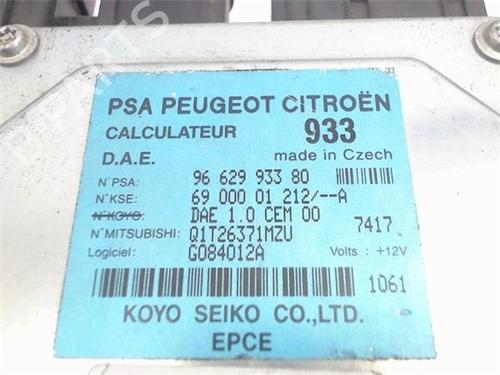 PSA PEUGEOT CITROËN
CALCULATEUR 933
D.A.E. made in Czech
N°PSA: 96 629 933 80
N°KSE: 69 000 01 212/--A
N°KOYO: DAE 1.0 CEM 00 7417
N°MITSUBISHI: Q1T26371MZU
Logiciel: G084012A Volts : +12V
1061
KOYO SEIKO CO.,LTD.
EPCE